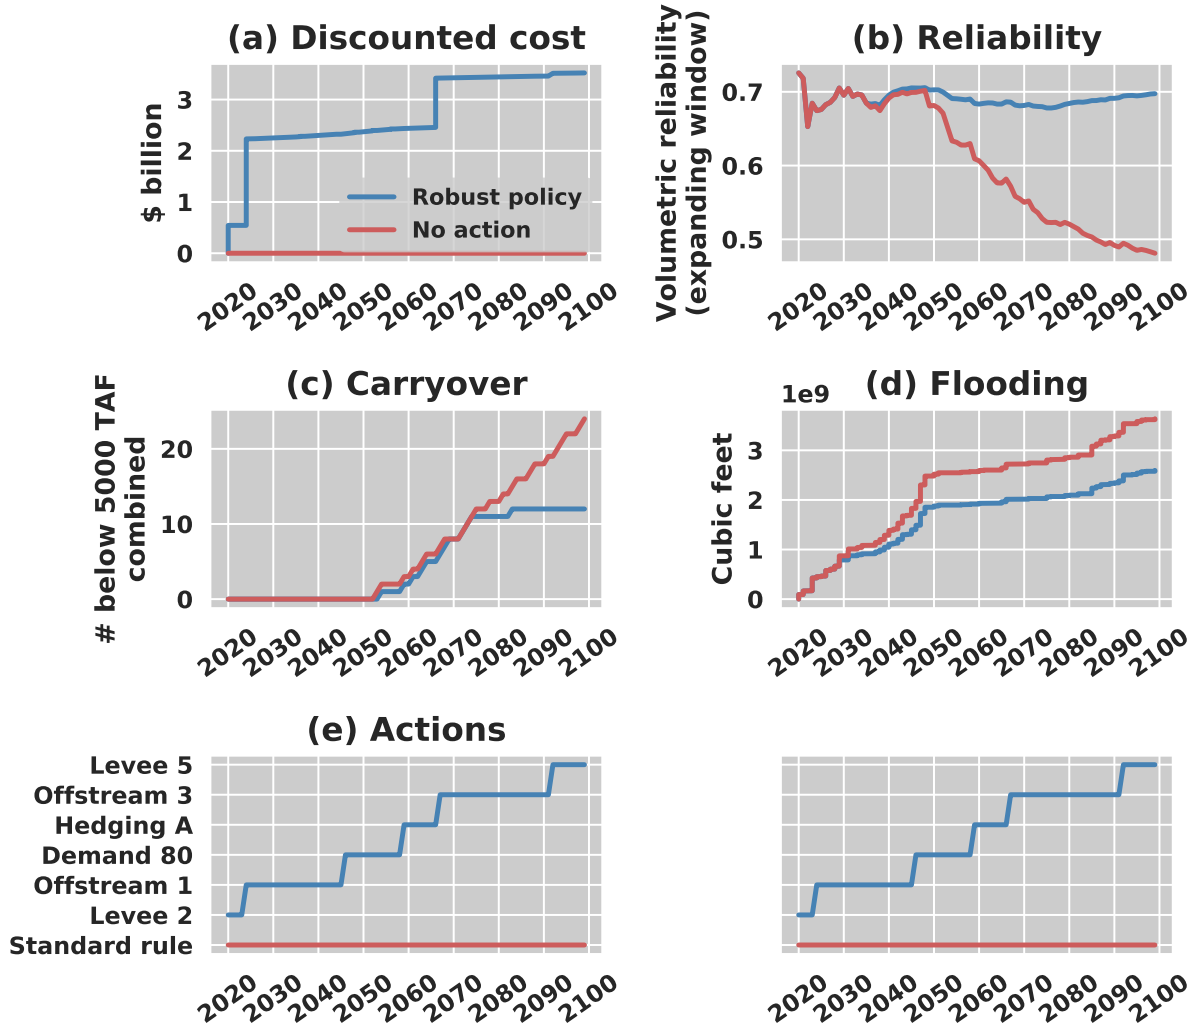 (a) Discounted cost
$ billion
3
2
1
0
Robust policy
No action
2020 2030 2040 2050 2060 2070 2080 2090 2100
(b) Reliability
Volumetric reliability
(expanding window)
0.7
0.6
0.5
2020 2030 2040 2050 2060 2070 2080 2090 2100
(c) Carryover
# below 5000 TAF
combined
20
10
0
2020 2030 2040 2050 2060 2070 2080 2090 2100
(d) Flooding
1e9
Cubic feet
3
2
1
0
2020 2030 2040 2050 2060 2070 2080 2090 2100
(e) Actions
Levee 5
Offstream 3
Hedging A
Demand 80
Offstream 1
Levee 2
Standard rule
2020 2030 2040 2050 2060 2070 2080 2090 2100
2020 2030 2040 2050 2060 2070 2080 2090 2100